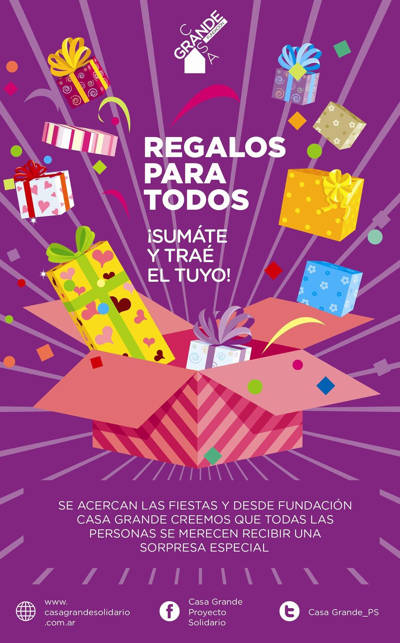 CASA
GRANDE
FUNDACIÓN
REGALOS
PARA
TODOS
¡SUMÁTE
Y TRAÉ
EL TUYO!
SE ACERCAN LAS FIESTAS Y DESDE FUNDACIÓN
CASA GRANDE CREEMOS QUE TODAS LAS
PERSONAS SE MERECEN RECIBIR UNA
SORPRESA ESPECIAL
www.
casagrandesolidario
.com.ar
Casa Grande
Proyecto
Solidario
Casa Grande_PS